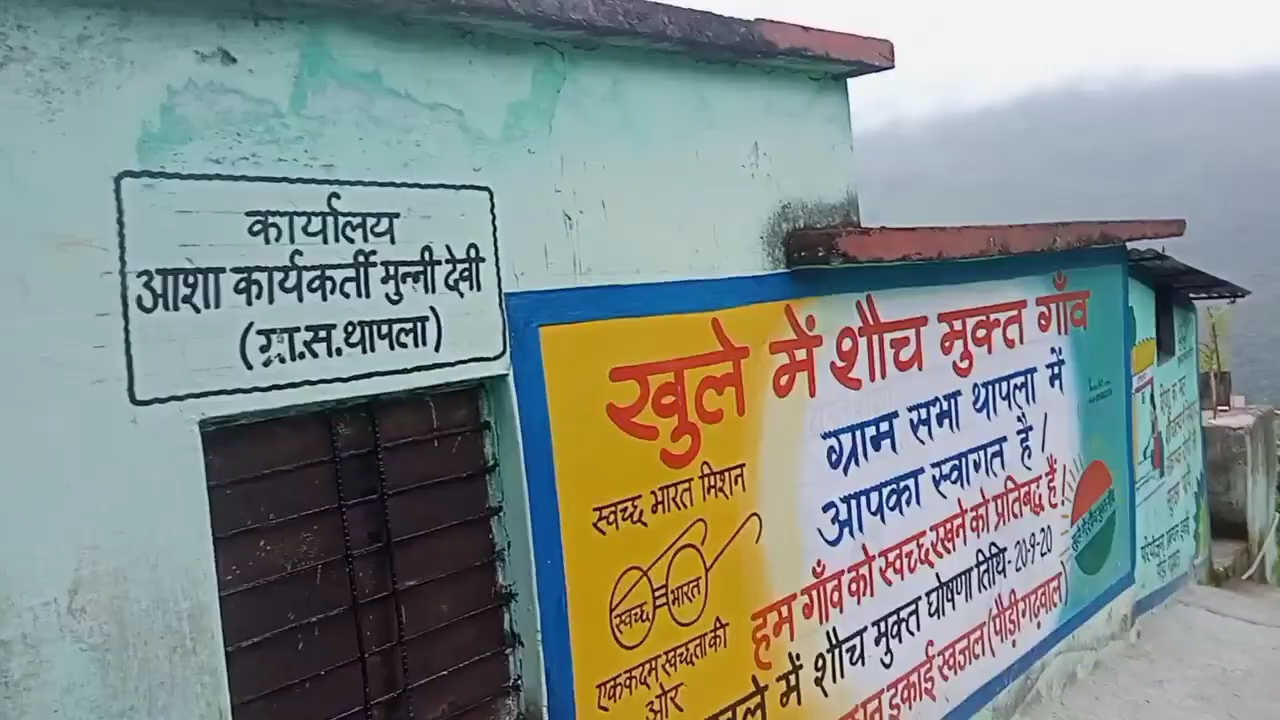 कार्यालय
आशा कार्यकर्ती मुन्नी देवी
(ग्रा.स.थापला)
खुले में शौच मुक्त गाँव
ग्राम सभा थापला में
आपका स्वागत है।
हम गाँव को स्वच्छ रखने को प्रतिबद्ध हैं।
में शौच मुक्त घोषणा तिथि- 20-9-20
इकाई स्वजल (पौड़ी गढ़वाल)
स्वच्छ भारत मिशन
स्वच्छ भारत
एक कदम स्वच्छता की
ओर